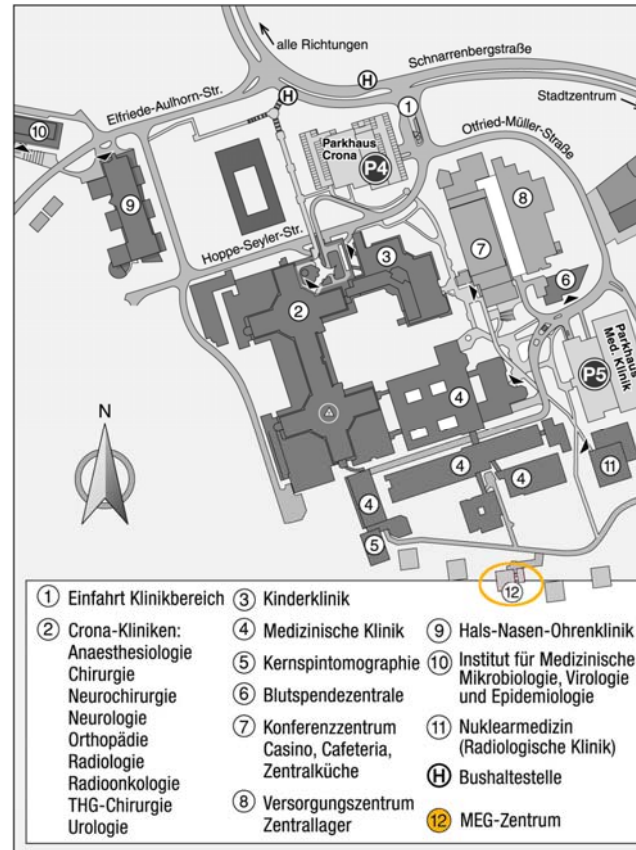 alle Richtungen
Schnarrenbergstraße
H
H
Elfriede-Aulhorn-Str.
1
Stadtzentrum
10
Parkhaus
Crona
P4
Otfried-Müller-Straße
9
8
7
Hoppe-Seyler-Str.
3
6
2
Parkhaus
Med. Klinik
P5
4
N
4
11
4
4
5
12
1 Einfahrt Klinikbereich
2 Crona-Kliniken:
Anaesthesiologie
Chirurgie
Neurochirurgie
Neurologie
Orthopädie
Radiologie
Radioonkologie
THG-Chirurgie
Urologie
3 Kinderklinik
4 Medizinische Klinik
5 Kernspintomographie
6 Blutspendezentrale
7 Konferenzzentrum
Casino, Cafeteria,
Zentralküche
8 Versorgungszentrum
Zentrallager
9 Hals-Nasen-Ohrenklinik
10 Institut für Medizinische
Mikrobiologie, Virologie
und Epidemiologie
11 Nuklearmedizin
(Radiologische Klinik)
H Bushaltestelle
12 MEG-Zentrum